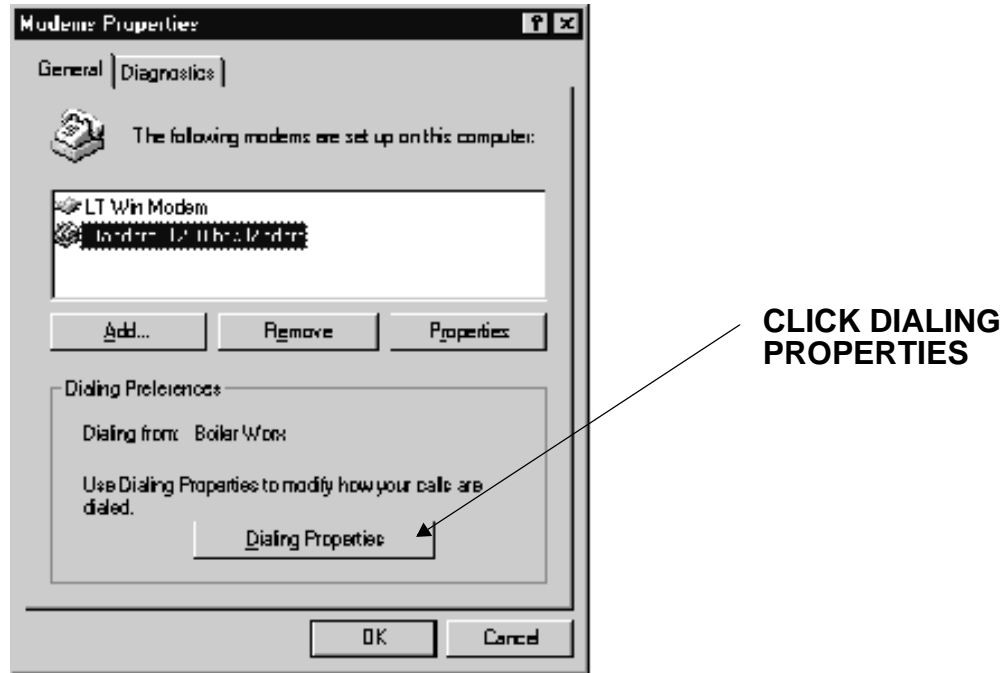 Modems Properties
General Diagnostics
The following modems are set up on this computer:
LT Win Modem
Modem
Add... Remove Properties
Dialing Preferences
Dialing from: Boiler Worx
Use Dialing Properties to modify how your calls are
dialed.
Dialing Properties
OK Cancel
CLICK DIALING
PROPERTIES